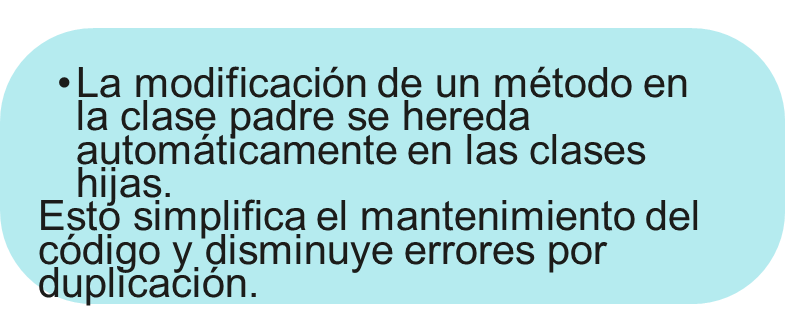 •La modificación de un método en
la clase padre se hereda
automáticamente en las clases
hijas.
Esto simplifica el mantenimiento del
código y disminuye errores por
duplicación.